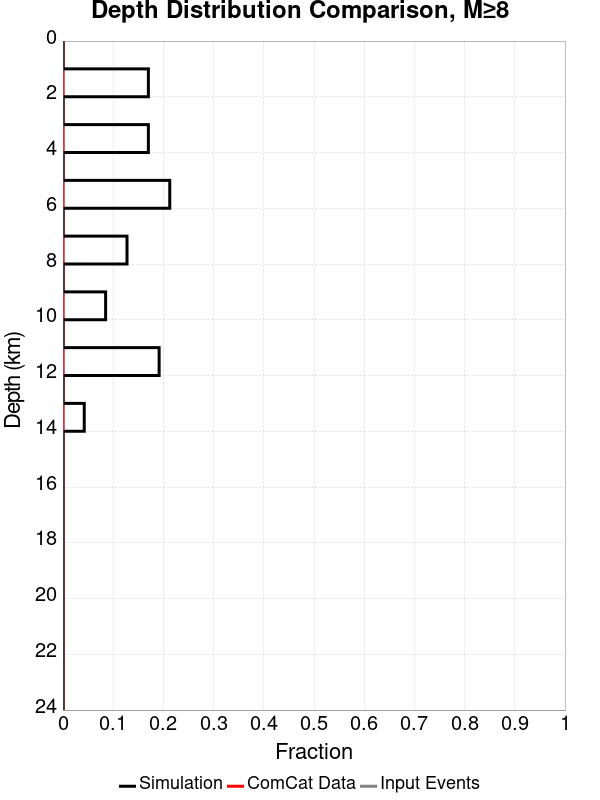 Depth Distribution Comparison, M≥8
0
2
4
6
8
10
12
14
16
18
20
22
24
Depth (km)
0 0.1 0.2 0.3 0.4 0.5 0.6 0.7 0.8 0.9 1
Fraction
Simulation ComCat Data Input Events